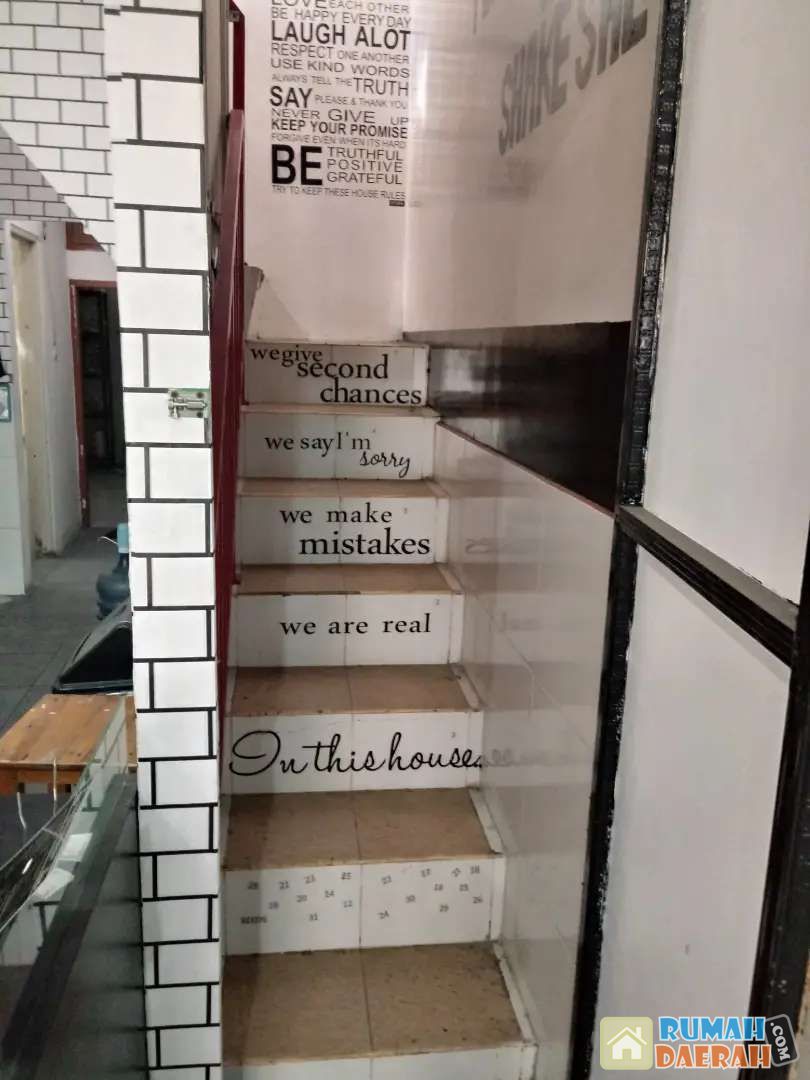 LOVE EACH OTHER
BE HAPPY EVERY DAY
LAUGH ALOT
RESPECT ONE ANOTHER
USE KIND WORDS
ALWAYS TELL THE TRUTH
SAY PLEASE & THANK YOU
NEVER GIVE UP
KEEP YOUR PROMISE
FORGIVE EVEN WHEN ITS HARD
BE TRUTHFUL
POSITIVE
GRATEFUL
TRY TO KEEP THESE HOUSE RULES
SHAKE
we give
second
chances
we say I'm
sorry
we make
mistakes
we are real
In this house
RUMAH
DAERAH
.COM